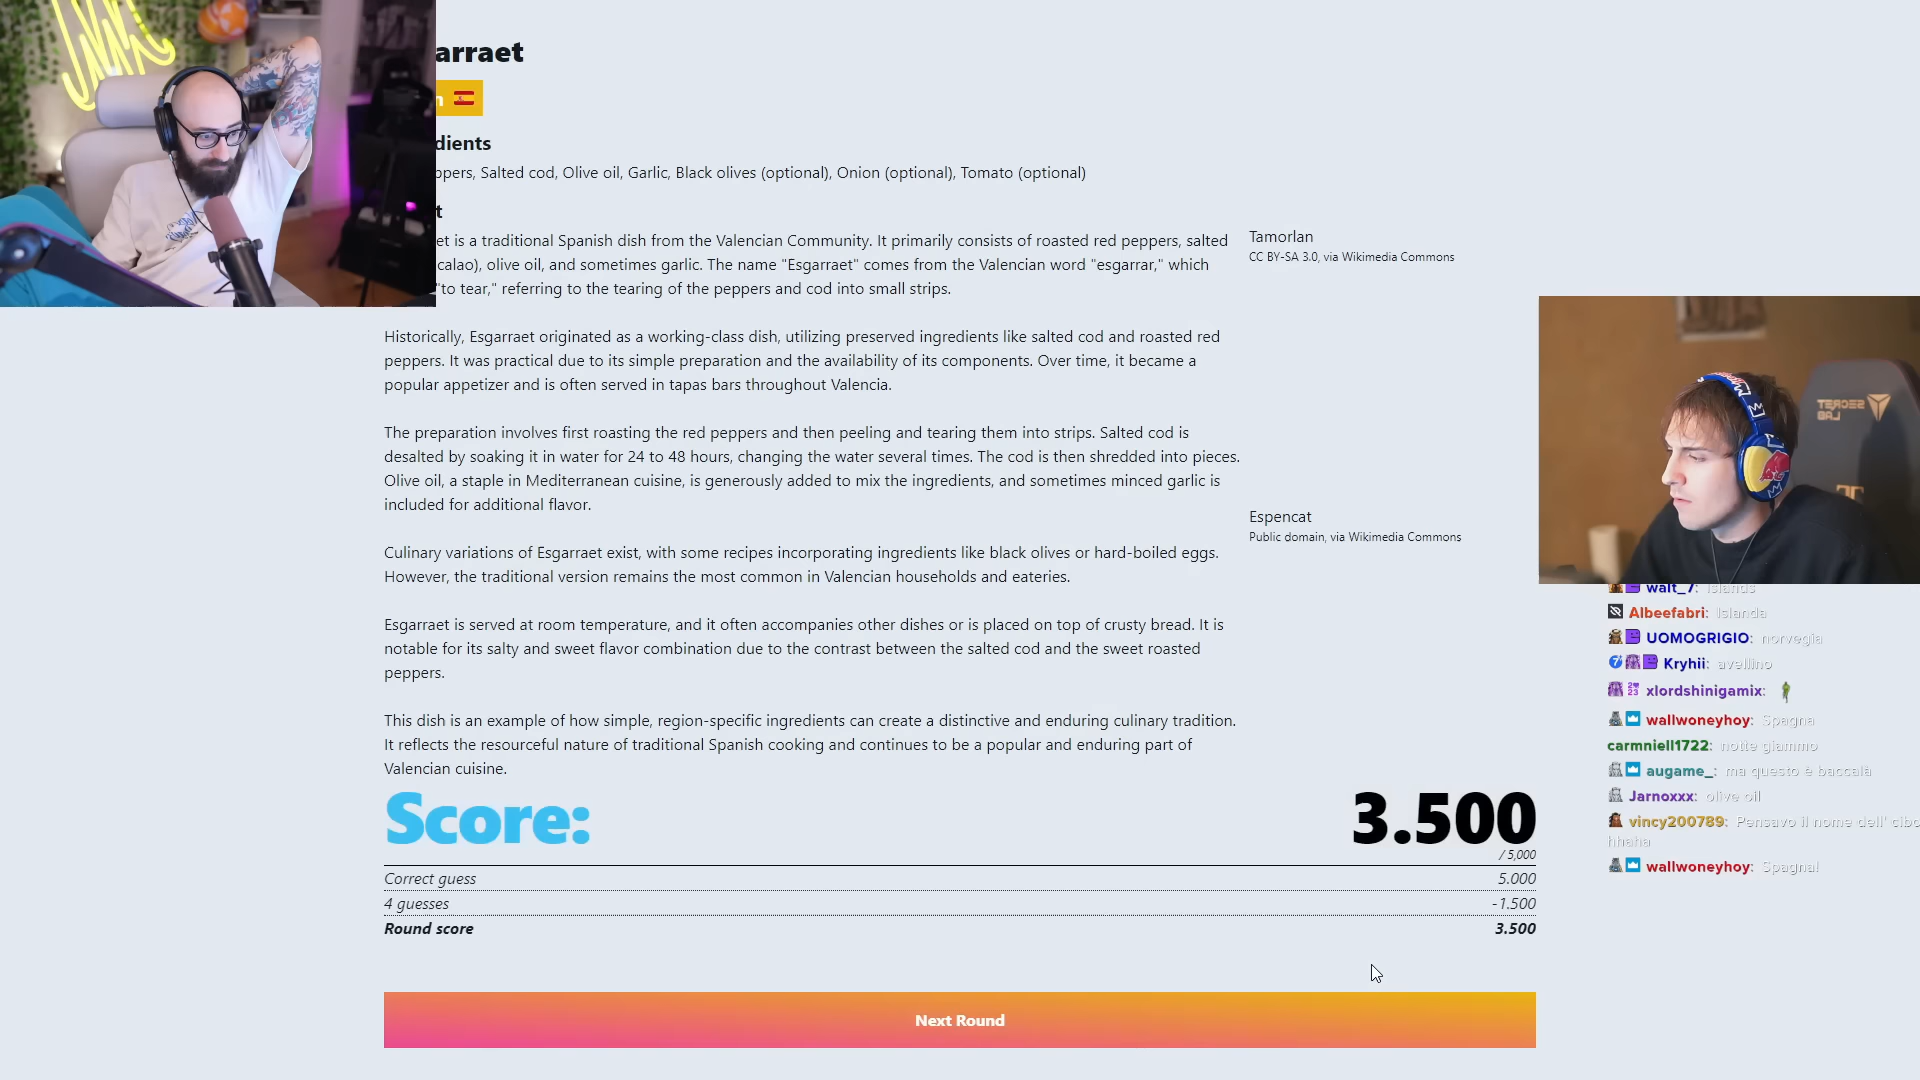 arraet
n
dients
ppers, Salted cod, Olive oil, Garlic, Black olives (optional), Onion (optional), Tomato (optional)
t
et is a traditional Spanish dish from the Valencian Community. It primarily consists of roasted red peppers, salted
calao), olive oil, and sometimes garlic. The name "Esgarraet" comes from the Valencian word "esgarrar," which
"to tear," referring to the tearing of the peppers and cod into small strips.
Historically, Esgarraet originated as a working-class dish, utilizing preserved ingredients like salted cod and roasted red
peppers. It was practical due to its simple preparation and the availability of its components. Over time, it became a
popular appetizer and is often served in tapas bars throughout Valencia.
The preparation involves first roasting the red peppers and then peeling and tearing them into strips. Salted cod is
desalted by soaking it in water for 24 to 48 hours, changing the water several times. The cod is then shredded into pieces.
Olive oil, a staple in Mediterranean cuisine, is generously added to mix the ingredients, and sometimes minced garlic is
included for additional flavor.
Culinary variations of Esgarraet exist, with some recipes incorporating ingredients like black olives or hard-boiled eggs.
However, the traditional version remains the most common in Valencian households and eateries.
Esgarraet is served at room temperature, and it often accompanies other dishes or is placed on top of crusty bread. It is
notable for its salty and sweet flavor combination due to the contrast between the salted cod and the sweet roasted
peppers.
This dish is an example of how simple, region-specific ingredients can create a distinctive and enduring culinary tradition.
It reflects the resourceful nature of traditional Spanish cooking and continues to be a popular and enduring part of
Valencian cuisine.
Tamorlan
CC BY-SA 3.0, via Wikimedia Commons
Espencat
Public domain, via Wikimedia Commons
Score: 3.500
/ 5,000
Correct guess 5.000
4 guesses -1.500
Round score 3.500
Next Round
SECRET
LAB
walt_7: Islands
Albeefabri: Islanda
UOMOGRIGIO: norvegia
Kryhii: avellino
xlordshinigamix:
wallwoneyhoy: Spagna
carmniell1722: notte giammo
augame_: ma questo è baccalà
Jarnoxxx: olive oil
vincy200789: Pensavo il nome dell' cibo
hhaha
wallwoneyhoy: Spagna!